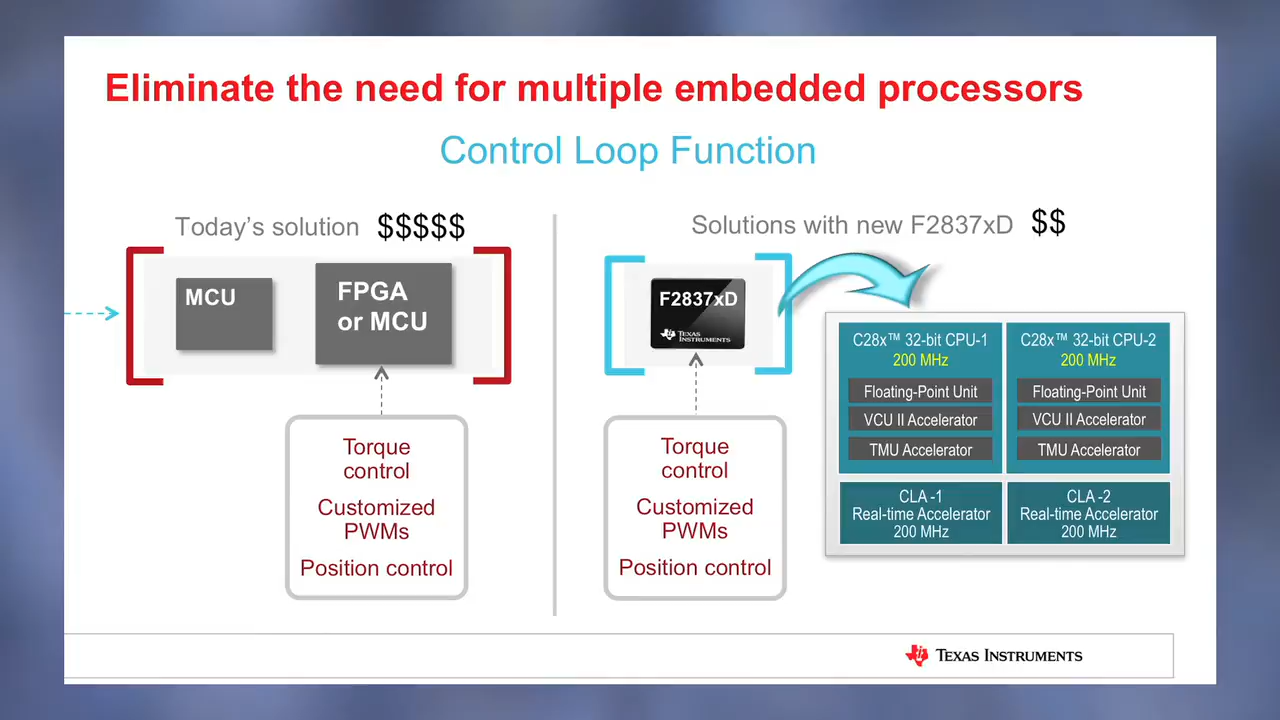 Eliminate the need for multiple embedded processors
Control Loop Function
Today's solution $$$$$
MCU
FPGA
or MCU
Torque
control
Customized
PWMs
Position control
Solutions with new F2837xD $$
F2837xD
TEXAS
INSTRUMENTS
Torque
control
Customized
PWMs
Position control
C28x™ 32-bit CPU-1
200 MHz
Floating-Point Unit
VCU II Accelerator
TMU Accelerator
C28x™ 32-bit CPU-2
200 MHz
Floating-Point Unit
VCU II Accelerator
TMU Accelerator
CLA -1
Real-time Accelerator
200 MHz
CLA -2
Real-time Accelerator
200 MHz
TEXAS INSTRUMENTS